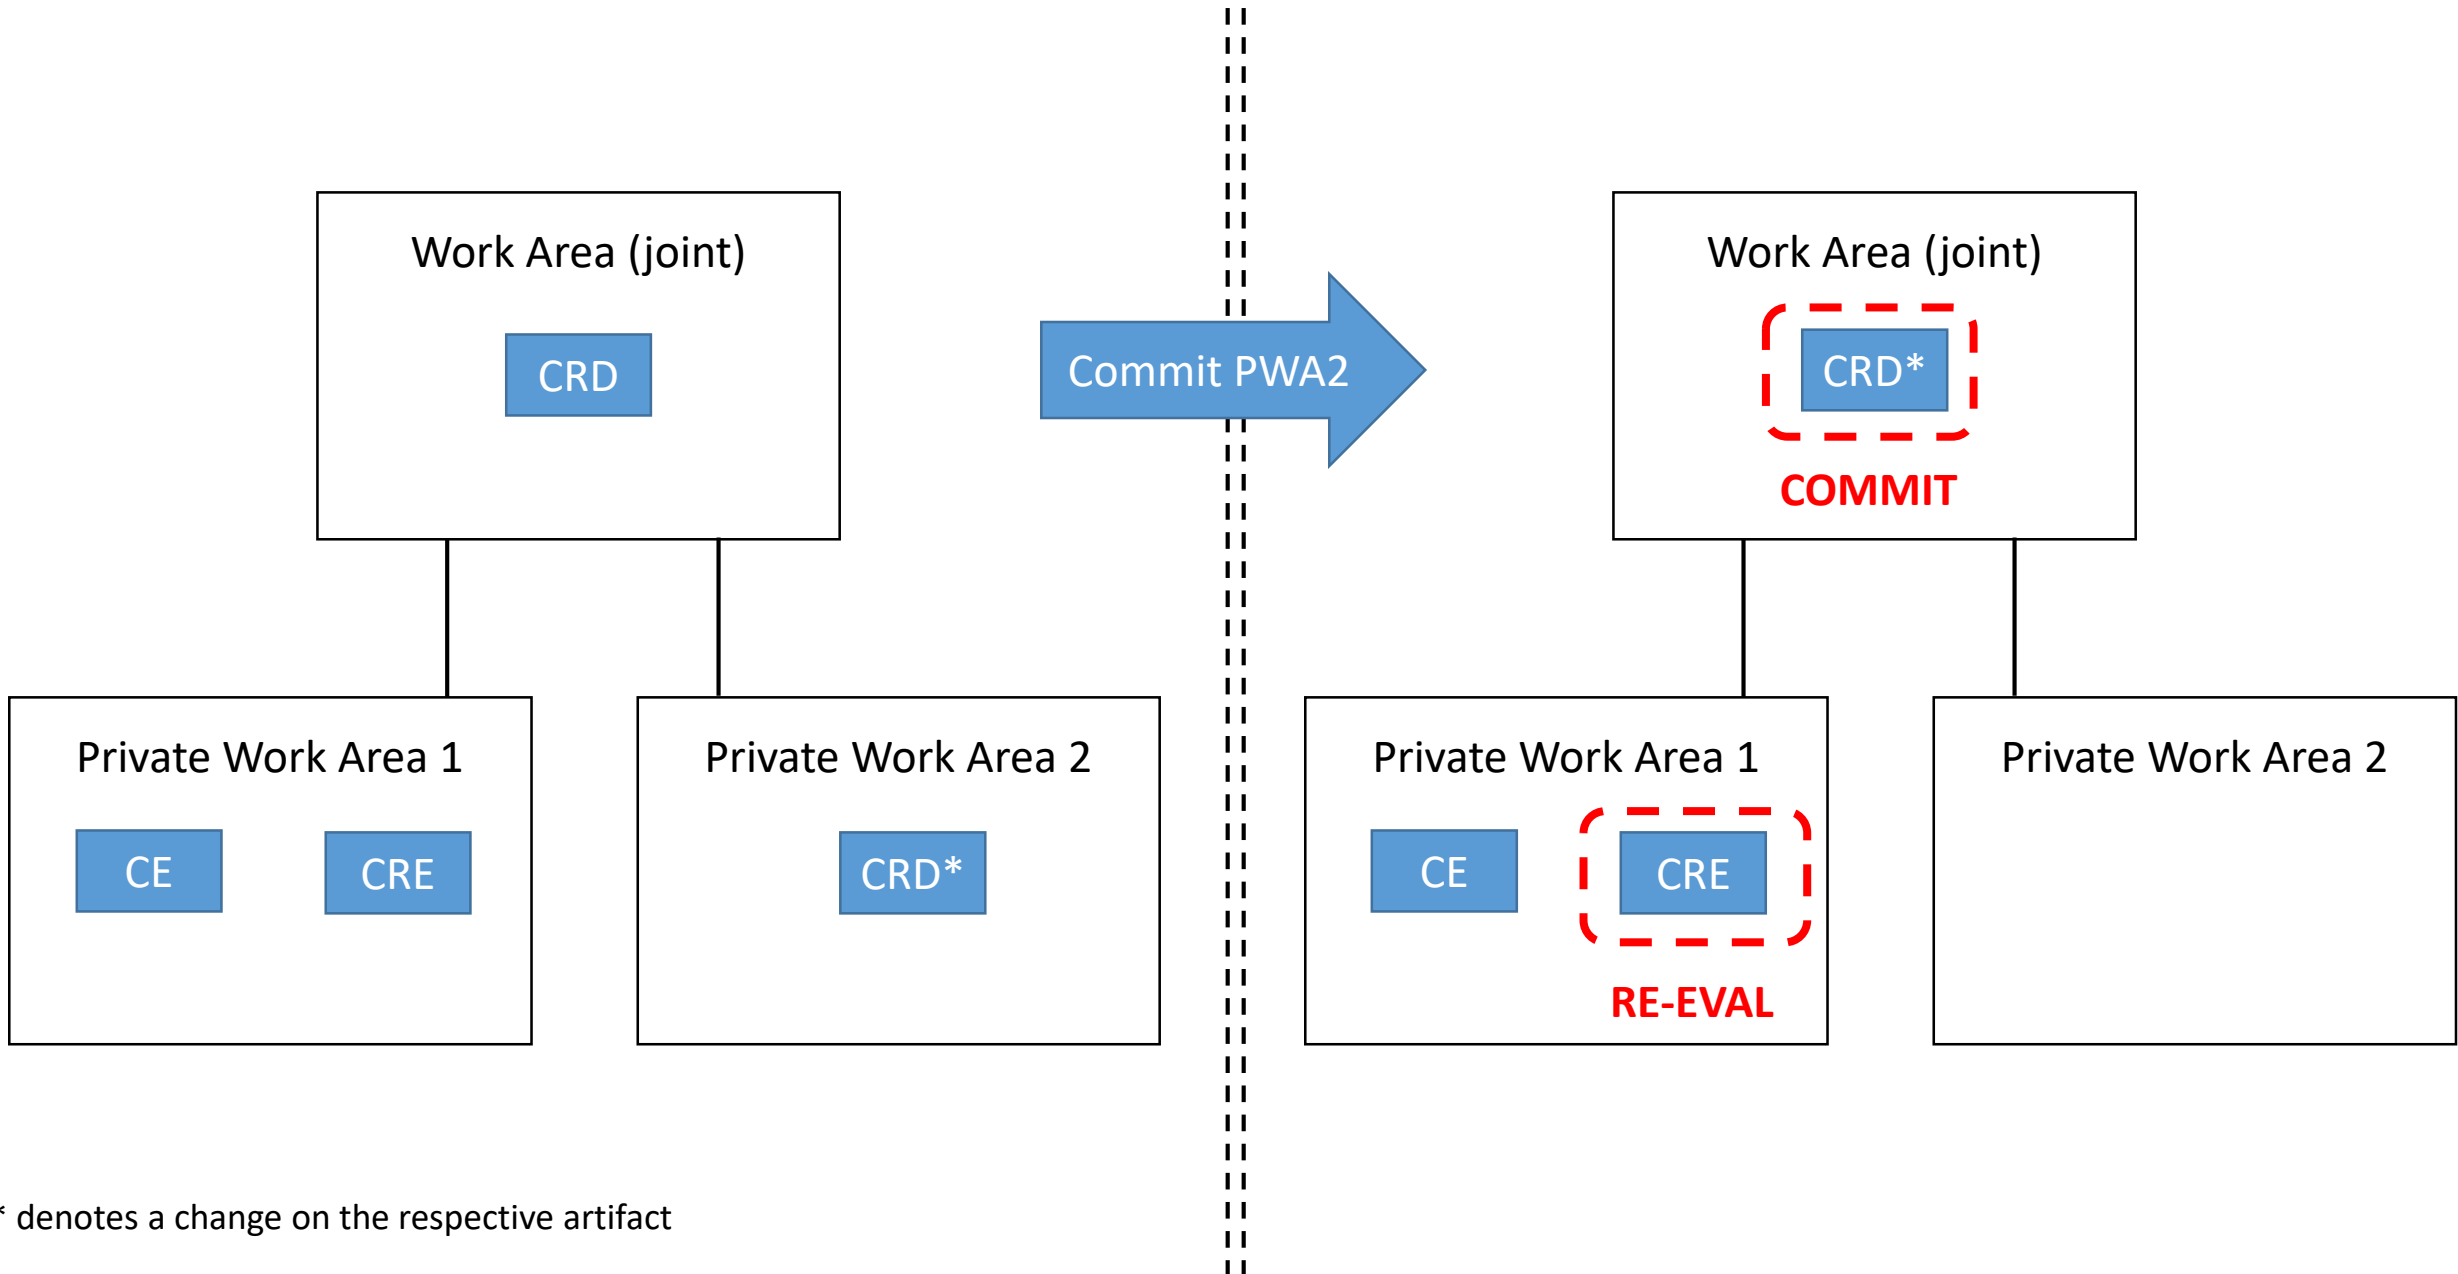 Work Area (joint)
CRD
Private Work Area 1
CE
CRE
Private Work Area 2
CRD*
Commit PWA2
Work Area (joint)
CRD*
COMMIT
Private Work Area 1
CE
CRE
RE-EVAL
Private Work Area 2
* denotes a change on the respective artifact